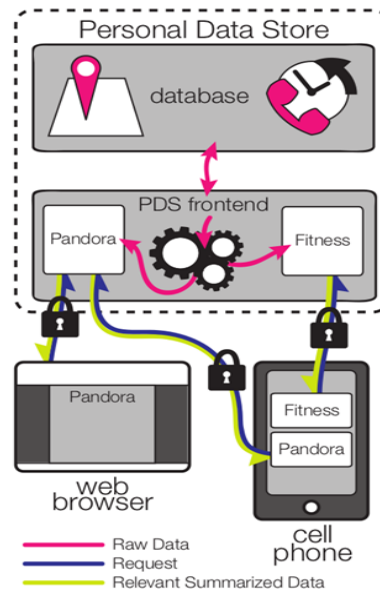 Personal Data Store
database
PDS frontend
Pandora
Fitness
Pandora
Fitness
Pandora
web
browser
cell
phone
Raw Data
Request
Relevant Summarized Data